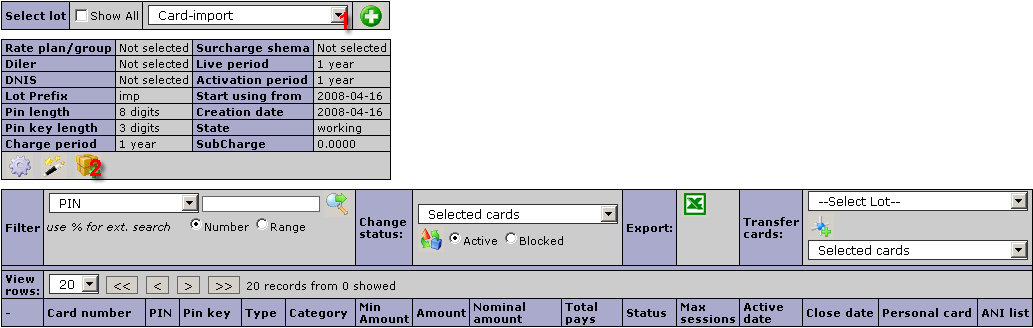 Select lot Show All Card-import 1
Rate plan/group Not selected Surcharge shema Not selected
Diler Not selected Live period 1 year
DNIS Not selected Activation period 1 year
Lot Prefix imp Start using from 2008-04-16
Pin length 8 digits Creation date 2008-04-16
Pin key length 3 digits State working
Charge period 1 year SubCharge 0.0000
2
Filter PIN use % for ext. search Number Range Change status: Selected cards Active Blocked Export: Transfer cards: --Select Lot-- Selected cards
View rows: 20 << < > >> 20 records from 0 showed
- Card number PIN Pin key Type Category Min Amount Amount Nominal amount Total pays Status Max sessions Active date Close date Personal card ANI list